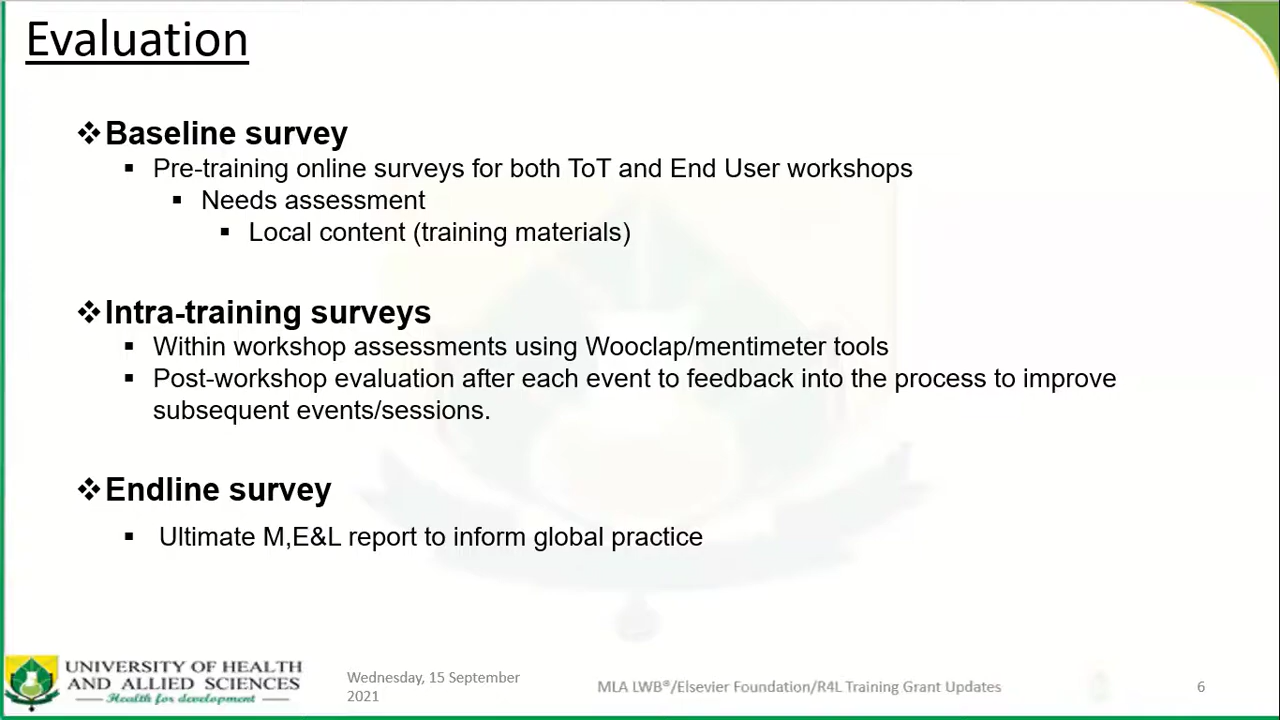 Evaluation
❖Baseline survey
▪ Pre-training online surveys for both ToT and End User workshops
▪ Needs assessment
▪ Local content (training materials)
❖Intra-training surveys
▪ Within workshop assessments using Wooclap/mentimeter tools
▪ Post-workshop evaluation after each event to feedback into the process to improve
subsequent events/sessions.
❖Endline survey
▪ Ultimate M,E&L report to inform global practice
UNIVERSITY OF HEALTH
AND ALLIED SCIENCES
Health for development
Wednesday, 15 September
2021
MLA LWB®/Elsevier Foundation/R4L Training Grant Updates
6